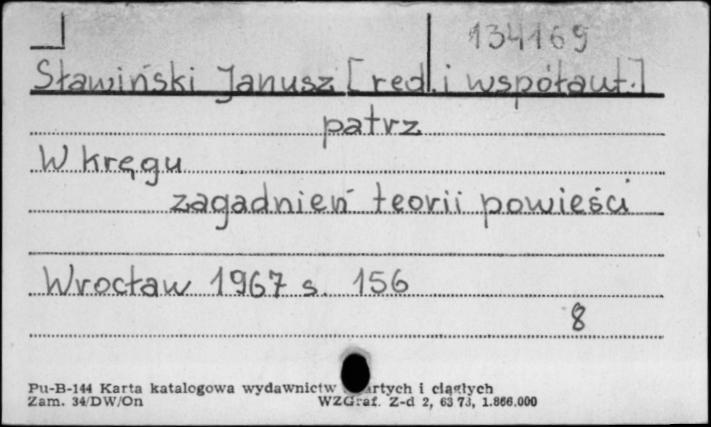 134169
Sławiński Janusz [red. i współaut.]
patrz
W kręgu
zagadnień teorii powieści
Wrocław 1967 s. 156
8
Pu-B-144 Karta katalogowa wydawnictw i ciągłych
Zam. 34/DW/On WZGraf. Z-d 2, 63 73, 1.866.000